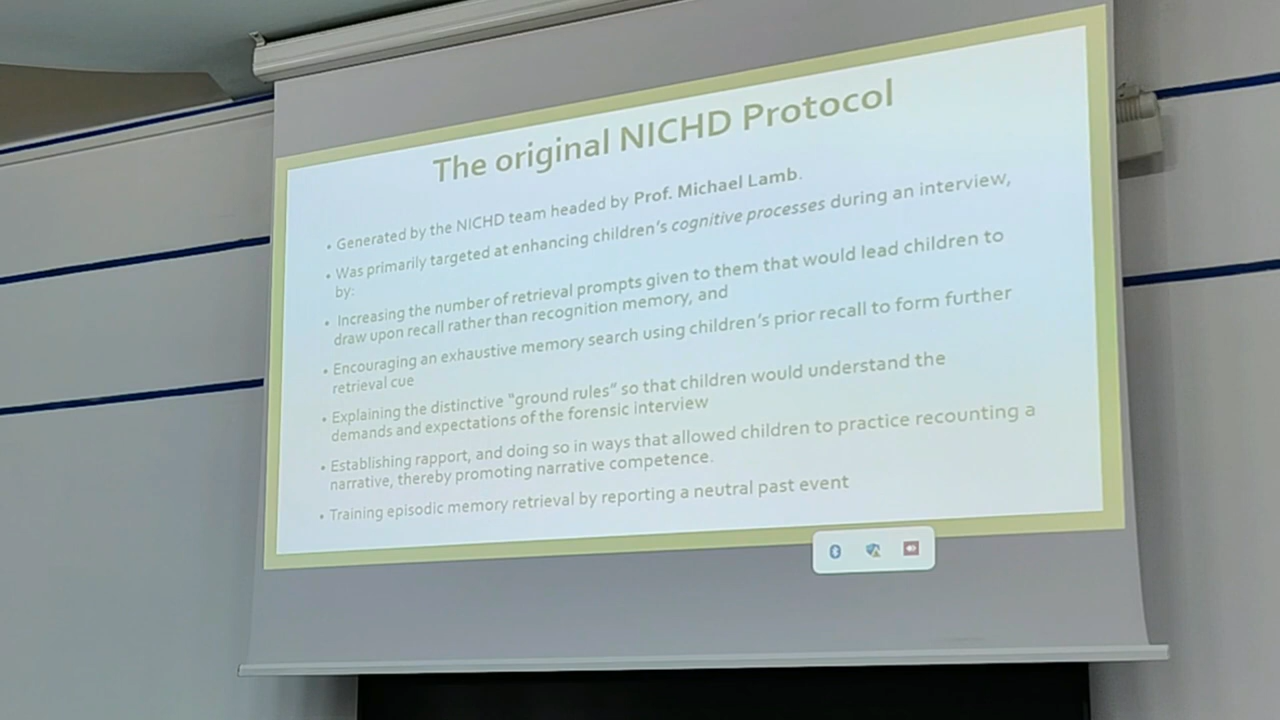 The original NICHD Protocol
• Generated by the NICHD team headed by Prof. Michael Lamb.
• Was primarily targeted at enhancing children's cognitive processes during an interview,
by:
• Increasing the number of retrieval prompts given to them that would lead children to
draw upon recall rather than recognition memory, and
• Encouraging an exhaustive memory search using children's prior recall to form further
retrieval cue
• Explaining the distinctive "ground rules" so that children would understand the
demands and expectations of the forensic interview
• Establishing rapport, and doing so in ways that allowed children to practice recounting a
narrative, thereby promoting narrative competence.
• Training episodic memory retrieval by reporting a neutral past event